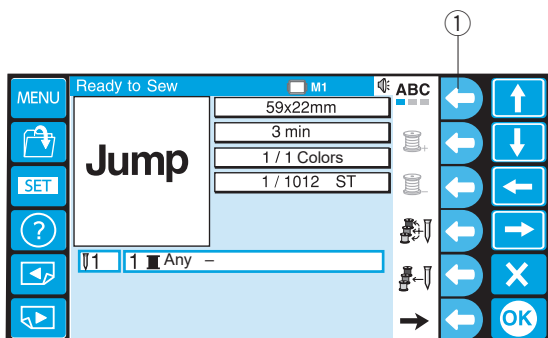 1
MENU
Ready to Sew
M1
ABC
59x22mm
3 min
Jump
1 / 1 Colors
SET
1 / 1012 ST
?
1
1 Any –
OK